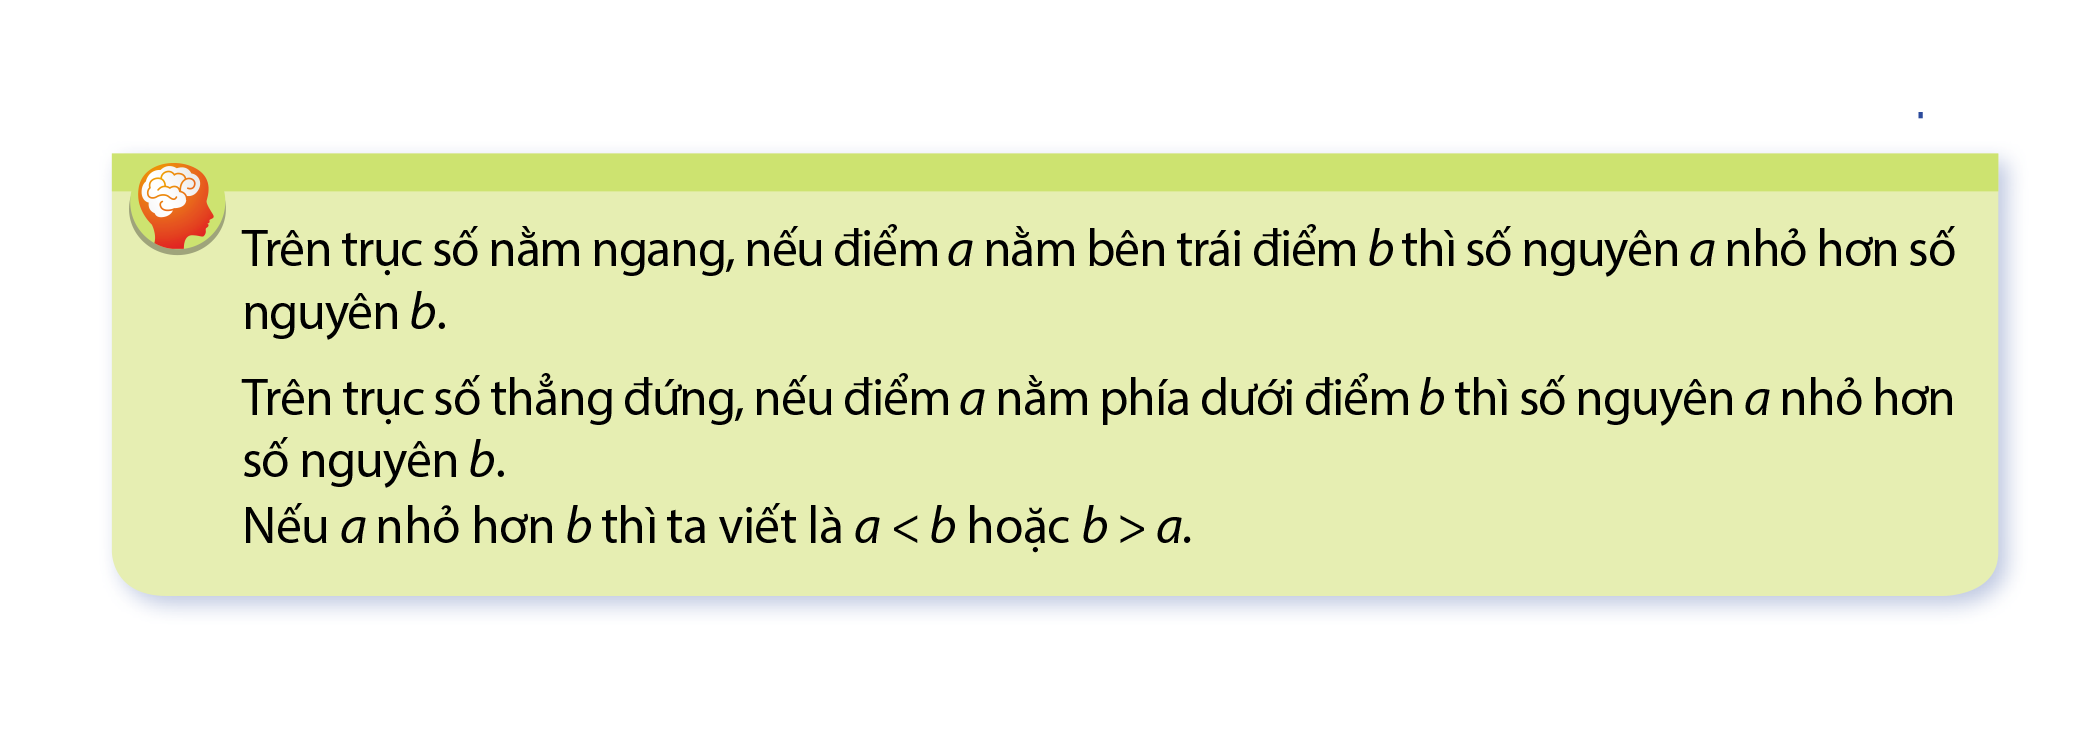 Trên trục số nằm ngang, nếu điểm a nằm bên trái điểm b thì số nguyên a nhỏ hơn số
nguyên b.
Trên trục số thẳng đứng, nếu điểm a nằm phía dưới điểm b thì số nguyên a nhỏ hơn
số nguyên b.
Nếu a nhỏ hơn b thì ta viết là a < b hoặc b > a.